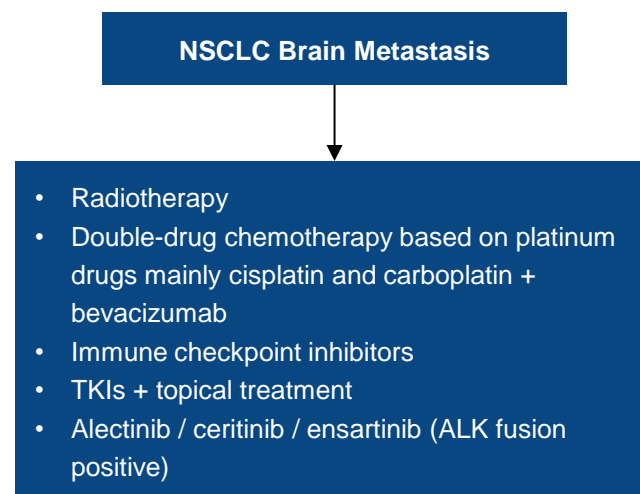 NSCLC Brain Metastasis
• Radiotherapy
• Double-drug chemotherapy based on platinum
drugs mainly cisplatin and carboplatin +
bevacizumab
• Immune checkpoint inhibitors
• TKIs + topical treatment
• Alectinib / ceritinib / ensartinib (ALK fusion
positive)